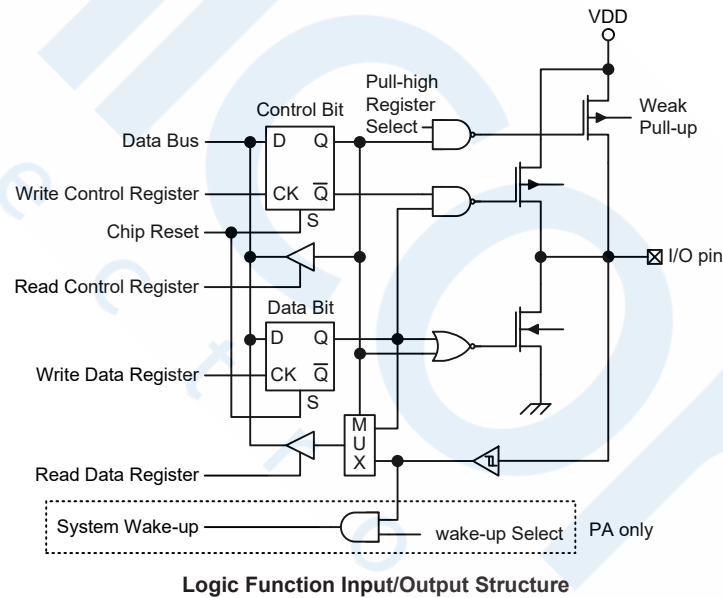 VDD
Pull-high
Register
Select
Weak
Pull-up
Control Bit
Data Bus
D
Q
Write Control Register
CK
Q
S
Chip Reset
I/O pin
Read Control Register
Data Bit
D
Q
Write Data Register
CK
Q
S
M
U
X
Read Data Register
System Wake-up
wake-up Select
PA only
Logic Function Input/Output Structure